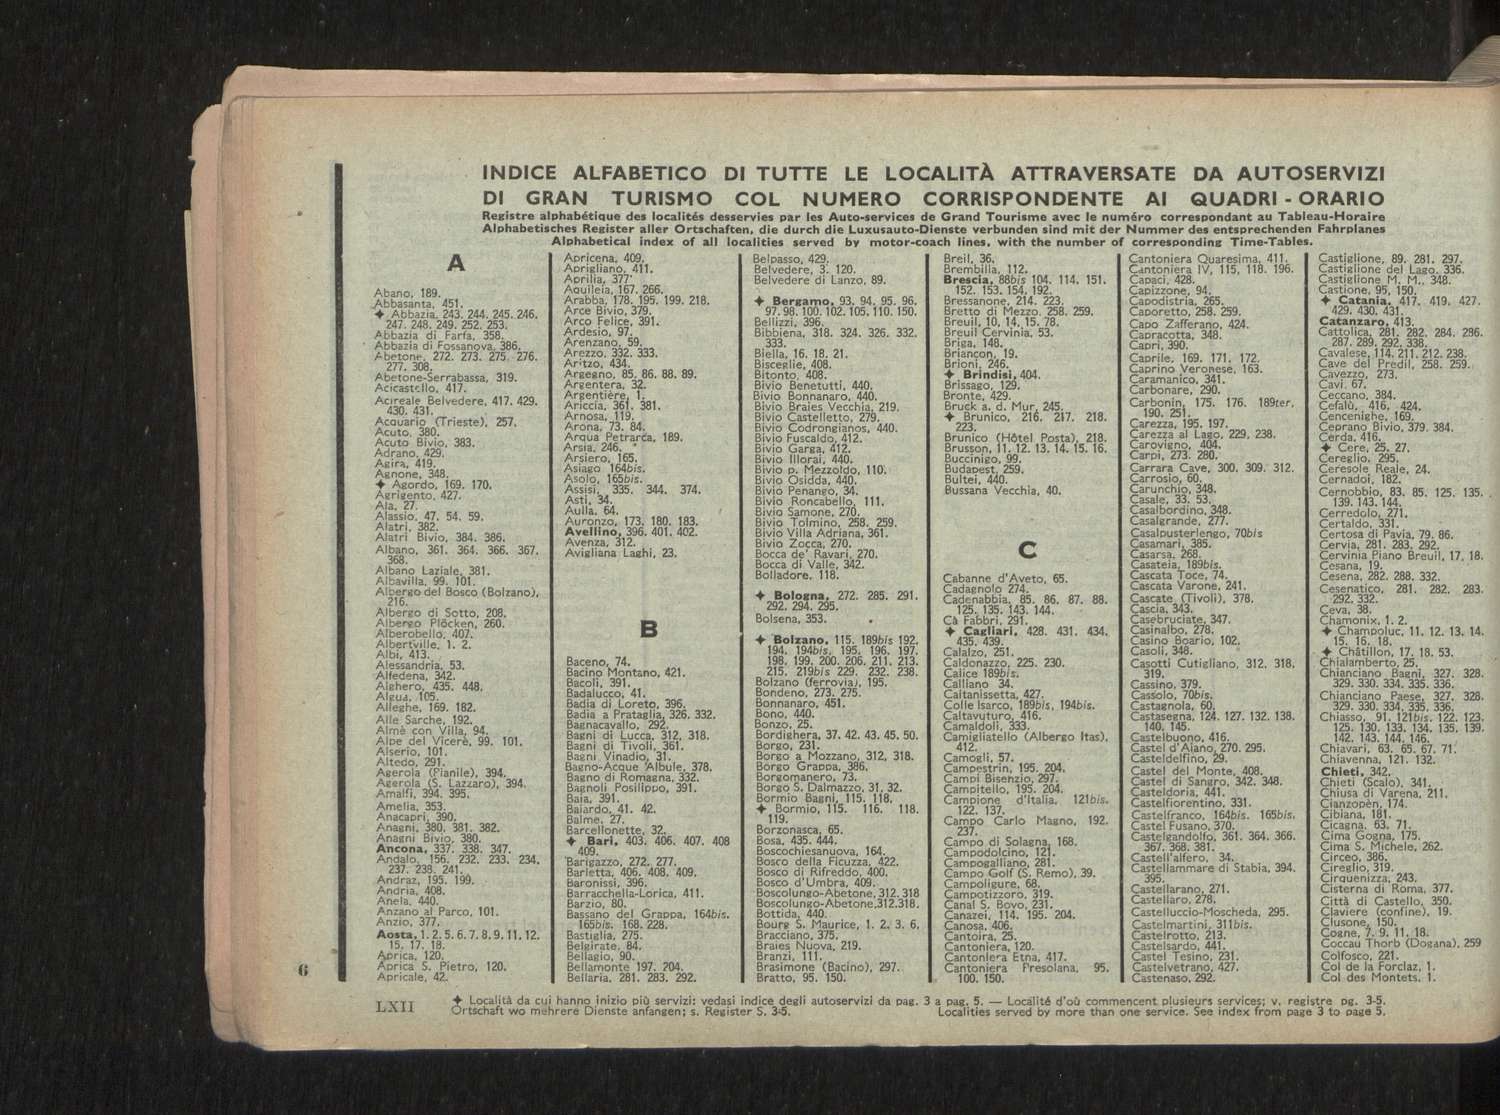 INDICE ALFABETICO DI TUTTE LE LOCALITÀ ATTRAVERSATE DA AUTOSERVIZI
DI GRAN TURISMO COL NUMERO CORRISPONDENTE AI QUADRI - ORARIO
Registre alphabétique des localités desservies par les Auto-services de Grand Tourisme avec le numéro correspondant au Tableau-Horaire
Alphabetisches Register aller Ortschaften, die durch die Luxusauto-Dienste verbunden sind mit der Nummer des entsprechenden Fahrplanes
Alphabetical index of all localities served by motor-coach lines, with the number of corresponding Time-Tables.
A
Abano, 189.
Abbasanta, 451.
✦ Abbazia, 243. 244. 245. 246.
247. 248. 249. 252. 253.
Abbazia di Farfa, 358.
Abbazia di Fossanova, 386.
Abetone, 272. 273. 275. 276.
277. 308.
Abetone-Serrabassa, 319.
Acicastello, 417.
Acireale Belvedere, 417. 429.
430. 431.
Acquario (Trieste), 257.
Acuto, 380.
Acuto Bivio, 383.
Adrano, 429.
Agira, 419.
Agnone, 348.
✦ Agordo, 169. 170.
Agrigento, 427.
Ala, 27.
Alassio, 47. 54. 59.
Alatri, 382.
Alatri Bivio, 384. 386.
Albano, 361. 364. 366. 367.
368.
Albano Laziale, 381.
Albavilla, 99. 101.
Albergo del Bosco (Bolzano),
216.
Albergo di Sotto, 208.
Albergo Plöcken, 260.
Alberobello, 407.
Albertville, 1. 2.
Albi, 413.
Alessandria, 53.
Alfedena, 342.
Alghero, 435. 448.
Algua, 105.
Alleghe, 169. 182.
Alle Sarche, 192.
Almè con Villa, 94.
Alpe del Vicerè, 99. 101.
Alserio, 101.
Altedo, 291.
Agerola (Pianile), 394.
Agerola (S. Lazzaro), 394.
Amalfi, 394. 395.
Amelia, 353.
Anacapri, 390.
Anagni, 380. 381. 382.
Anagni Bivio, 380.
Ancona, 337. 338. 347.
Andalo, 156. 232. 233. 234.
237. 238. 241.
Andraz, 195. 199.
Andria, 408.
Anela, 440.
Anzano al Parco, 101.
Anzio, 377.
Aosta, 1. 2. 5. 6. 7. 8. 9. 11. 12.
15. 17. 18.
Aprica, 120.
Aprica S. Pietro, 120.
Apricale, 42.
Apricena, 409.
Aprigliano, 411.
Aprilia, 377
Aquileia, 167. 266.
Arabba, 178. 195. 199. 218.
Arce Bivio, 379.
Arco Felice, 391.
Ardesio, 97.
Arenzano, 59.
Arezzo, 332. 333.
Aritzo, 434.
Argegno, 85. 86. 88. 89.
Argentera, 32.
Argentière, 1.
Ariccia, 361. 381.
Arnosa, 119.
Arona, 73. 84.
Arqua Petrarca, 189.
Arsia, 246.
Arsiero, 165.
Asiago 164bis.
Asolo, 165bis.
Assisi, 335. 344. 374.
Asti, 34.
Aulla, 64.
Auronzo, 173. 180. 183.
Avellino, 396. 401. 402.
Avenza, 312.
Avigliana Laghi, 23.
B
Baceno, 74.
Bacino Montano, 421.
Bacoli, 391.
Badalucco, 41.
Badia di Loreto, 396.
Badia a Prataglia, 326. 332.
Bagnacavallo, 292.
Bagni di Lucca, 312, 318.
Bagni di Tivoli, 361.
Bagni Vinadio, 31.
Bagno-Acque Albule, 378.
Bagno di Romagna, 332.
Bagnoli Posilippo, 391.
Baia, 391.
Baiardo, 41. 42.
Balme, 27.
Barcellonette, 32.
✦ Bari, 403. 406. 407. 408
409.
Barigazzo, 272. 277.
Barletta, 406. 408. 409.
Baronissi, 396.
Barracchella-Lorica, 411.
Barzio, 80.
Bassano del Grappa, 164bis.
165bis. 168. 228.
Bastiglia, 275.
Belgirate, 84.
Bellagio, 90.
Bellamonte 197. 204.
Bellaria, 281. 283. 292.
Belpasso, 429.
Belvedere, 3. 120.
Belvedere di Lanzo, 89.
✦ Bergamo, 93, 94. 95. 96.
97. 98. 100. 102. 105. 110. 150.
Bellizzi, 396.
Bibbiena, 318. 324. 326. 332.
333.
Biella, 16. 18. 21.
Bisceglie, 408.
Bitonto, 408.
Bivio Benetutti, 440.
Bivio Bonnanaro, 440.
Bivio Braies Vecchia, 219.
Bivio Castelletto, 279.
Bivio Codrongianos, 440.
Bivio Fuscaldo, 412.
Bivio Garga, 412.
Bivio Illorai, 440.
Bivio p. Mezzoldo, 110.
Bivio Osidda, 440.
Bivio Penango, 34.
Bivio Roncabello, 111.
Bivio Samone, 270.
Bivio Tolmino, 258. 259.
Bivio Villa Adriana, 361.
Bivio Zocca, 270.
Bocca de' Ravari, 270.
Bocca di Valle, 342.
Bolladore, 118.
✦ Bologna, 272. 285. 291.
292. 294. 295.
Bolsena, 353.
✦ Bolzano, 115. 189bis 192.
194. 194bis. 195. 196. 197.
198. 199. 200. 206. 211. 213.
215. 219bis 229. 232. 238.
Bolzano (ferrovia), 195.
Bondeno, 273. 275.
Bonnanaro, 451.
Bono, 440.
Bonzo, 25.
Bordighera, 37. 42. 43. 45. 50.
Borgo, 231.
Borgo a Mozzano, 312, 318.
Borgo Grappa, 386.
Borgomanero, 73.
Borgo S. Dalmazzo, 31. 32.
Bormio Bagni, 115. 118.
✦ Bormio, 115. 116. 118.
119.
Borzonasca, 65.
Bosa, 435. 444.
Boscochiesanuova, 164.
Bosco della Ficuzza, 422.
Bosco di Rifreddo, 400.
Bosco d'Umbra, 409.
Boscolungo-Abetone, 312. 318
Boscolungo-Abetone,312.318.
Bottida, 440.
Bourg S. Maurice, 1. 2. 3. 6.
Bracciano, 375.
Braies Nuova, 219.
Branzi, 111.
Brasimone (Bacino), 297.
Bratto, 95. 150.
Breil, 36.
Brembilla, 112.
Brescia, 88bis 104. 114. 151.
152. 153. 154. 192.
Bressanone, 214. 223.
Bretto di Mezzo, 258. 259.
Breuil, 10. 14. 15. 78.
Breuil Cervinia, 53.
Briga, 148.
Briançon, 19.
Brioni, 246.
✦ Brindisi, 404.
Brissago, 129.
Bronte, 429.
Bruck a. d. Mur, 245.
✦ Brunico, 216. 217. 218.
223.
Brunico (Hôtel Posta), 218.
Brusson, 11. 12. 13. 14. 15. 16.
Buccinigo, 99.
Budapest, 259.
Bultei, 440.
Bussana Vecchia, 40.
C
Cabanne d'Aveto, 65.
Cadagnolo 274.
Cadenabbia, 85. 86. 87. 88.
125. 135. 143. 144.
Cà Fabbri, 291.
✦ Cagliari, 428. 431. 434.
435. 439.
Calalzo, 251.
Caldonazzo, 225. 230.
Calice 189bis.
Calliano 34.
Caltanissetta, 427.
Colle Isarco, 189bis, 194bis.
Caltavuturo, 416.
Camaldoli, 333.
Camigliatello (Albergo Itas),
412.
Camogli, 57.
Campestrin, 195. 204.
Campi Bisenzio, 297.
Campitello, 195. 204.
Campione d'Italia, 121bis.
122. 137.
Campo Carlo Magno, 192.
237.
Campo di Solagna, 168.
Campodolcino, 121.
Campogalliano, 281.
Campo Golf (S. Remo), 39.
Campoligure, 68.
Campotizzoro, 319.
Canal S. Bovo, 231.
Canazei, 114. 195. 204.
Canosa, 406.
Cantoira, 25.
Cantoniera, 120.
Cantoniera Etna, 417.
Cantoniera Presolana, 95.
100. 150.
Cantoniera Quaresima, 411.
Cantoniera IV, 115. 118. 196.
Capaci, 428.
Capizzone, 94.
Capodistria, 265.
Caporetto, 258. 259.
Capo Zafferano, 424.
Capracotta, 348.
Capri, 390.
Caprile, 169. 171. 172.
Caprino Veronese, 163.
Caramanico, 341.
Carbonare, 290.
Carbonin, 175. 176. 189ter,
190. 251.
Carezza, 195. 197.
Carezza al Lago, 229. 238.
Carovigno, 404.
Carpi, 273. 280.
Carrara Cave, 300. 309. 312.
Carrosio, 60.
Carunchio, 348.
Casale, 33. 53.
Casalbordino, 348.
Casalgrande, 277.
Casalpusterlengo, 70bis
Casamari, 385.
Casarsa, 268.
Casateia, 189bis.
Cascata Toce, 74.
Cascata Varone, 241.
Cascate (Tivoli), 378.
Cascia, 343.
Casebruciate, 347.
Casinalbo, 278.
Casino Boario, 102.
Casoli, 348.
Casotti Cutigliano, 312. 318.
319.
Cassino, 379.
Cassolo, 70bis.
Castagnola, 60.
Castasegna, 124. 127. 132. 138.
140. 145.
Castelbuono, 416.
Castel d'Aiano, 270. 295.
Casteldelfino, 29.
Castel del Monte, 408.
Castel di Sangro, 342. 348.
Casteldoria, 441.
Castelfiorentino, 331.
Castelfranco, 164bis. 165bis.
Castel Fusano, 370.
Castelgandolfo, 361. 364. 366.
367. 368. 381.
Castell'alfero, 34.
Castellammare di Stabia, 394.
395.
Castellarano, 271.
Castellaro, 278.
Castelluccio-Moscheda, 295.
Castelmartini, 311bis.
Castelrotto, 213.
Castelsardo, 441.
Castel Tesino, 231.
Castelvetrano, 427.
Castenaso, 292.
Castiglione, 89. 281. 297.
Castiglione del Lago, 336.
Castiglione M. M., 348.
Castione, 95, 150.
✦ Catania, 417. 419. 427.
429. 430. 431.
Catanzaro, 413.
Cattolica, 281. 282. 284. 286.
287. 289. 292. 338.
Cavalese, 114. 211. 212. 238.
Cave del Predil, 258. 259.
Cavezzo, 273.
Cavi, 67.
Ceccano, 384.
Cefalù, 416, 424.
Cencenighe, 169.
Ceprano Bivio, 379. 384.
Cerda, 416.
✦ Cere, 25. 27.
Cereglio, 295.
Ceresole Reale, 24.
Cernadoi, 182.
Cernobbio, 83. 85. 125. 135.
139. 143. 144.
Cerredolo, 271.
Certaldo, 331.
Certosa di Pavia, 79. 86.
Cervia, 281. 283. 292.
Cervinia Piano Breuil, 17. 18.
Cesana, 19.
Cesena, 282. 288. 332.
Cesenatico, 281. 282. 283.
292. 332.
Ceva, 38.
Chamonix, 1. 2.
✦ Champoluc, 11. 12. 13. 14.
15. 16. 18.
✦ Châtillon, 17. 18. 53.
Chialamberto, 25.
Chianciano Bagni, 327. 328.
329. 330. 334. 335. 336.
Chianciano Paese, 327. 328.
329. 330. 334. 335. 336.
Chiasso, 91. 121bis. 122. 123.
125. 130. 133. 134. 135. 139.
142. 143. 144. 146.
Chiavari, 63. 65. 67. 71.
Chiavenna, 121. 132.
Chieti, 342.
Chieti (Scalo), 341.
Chiusa di Varena, 211.
Cianzopèn, 174.
Cibiana, 181.
Cicagna, 63. 71.
Cima Gogna, 175.
Cima S. Michele, 262.
Circeo, 386.
Cireglio, 319.
Cirquenizza, 243.
Cisterna di Roma, 377.
Città di Castello, 350.
Claviere (confine), 19.
Clusone, 150.
Cogne, 7. 9. 11. 18.
Coccau Thorb (Dogana), 259
Colfosco, 221.
Col de la Forclaz, 1.
Col des Montets, 1.
6
LXII
✦ Località da cui hanno inizio più servizi: vedasi indice degli autoservizi da pag. 3 a pag. 5. — Localité d'où commencent plusieurs services; v. registre pg. 3-5.
Ortschaft wo mehrere Dienste anfangen; s. Register S. 3-5. Localities served by more than one service. See index from page 3 to page 5.